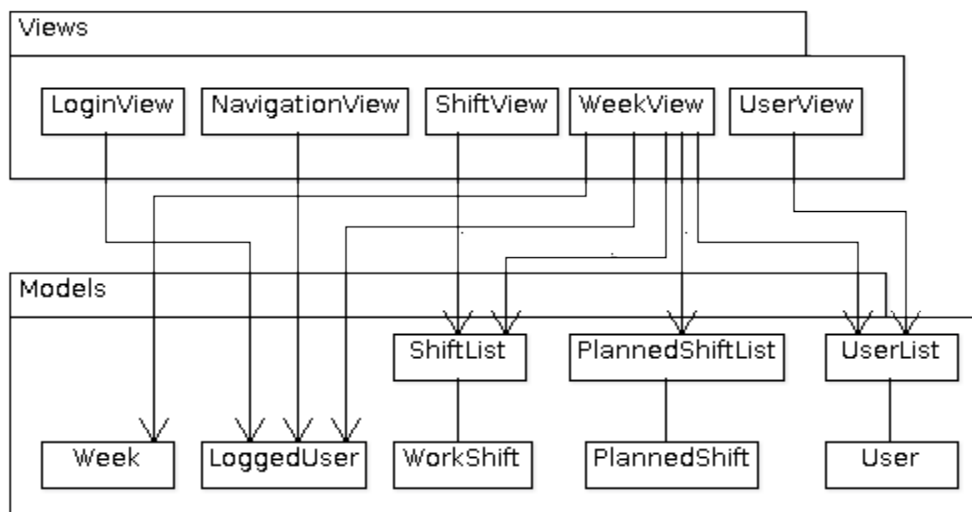 Views
LoginView
NavigationView
ShiftView
WeekView
UserView
Models
ShiftList
PlannedShiftList
UserList
Week
LoggedUser
WorkShift
PlannedShift
User